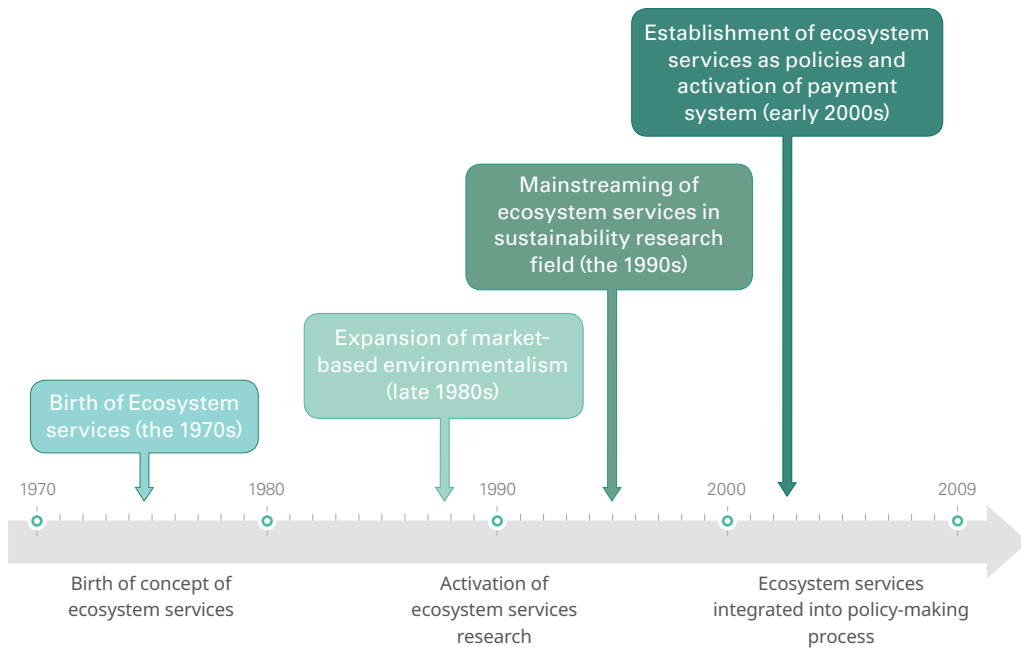 Establishment of ecosystem
services as policies and
activation of payment
system (early 2000s)
Mainstreaming of
ecosystem services in
sustainability research
field (the 1990s)
Expansion of market-
based environmentalism
(late 1980s)
Birth of Ecosystem
services (the 1970s)
1970
1980
1990
2000
2009
Birth of concept of
ecosystem services
Activation of
ecosystem services
research
Ecosystem services
integrated into policy-making
process